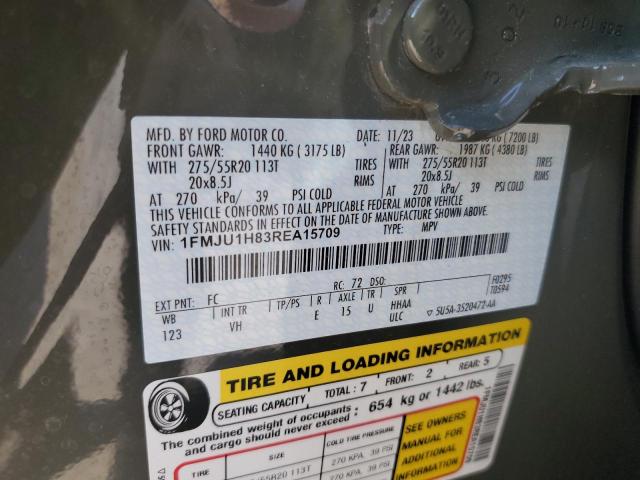 MFD. BY FORD MOTOR CO.
DATE: 11/23
(7200 LB)
FRONT GAWR: 1440 KG (3175 LB)
REAR GAWR: 1987 KG (4380 LB)
WITH 275/55R20 113T TIRES
275/55R20 113T TIRES
20x8.5J RIMS
20x8.5J RIMS
AT 270 kPa/ 39 PSI COLD
AT 270 kPa/ 39 PSI COLD
THIS VEHICLE CONFORMS TO ALL APPLICABLE FEDERAL MOTOR VEHICLE
SAFETY STANDARDS IN EFFECT ON THE DATE OF MANUFACTURE SHOWN ABOVE.
VIN: 1FMJU1H83REA15709
TYPE: MPV
F0295
T0594
EXT PNT: FC RC: 72 DSO:
WB INT TR TP/PS R AXLE TR SPR
123 VH E 15 U HHAA
ULC
▽ SU5A-3520472-AA
TIRE AND LOADING INFORMATION
SEATING CAPACITY TOTAL: 7 FRONT: 2 REAR: 5
The combined weight of occupants
and cargo should never exceed: 654 kg or 1442 lbs.
TIRE SIZE COLD TIRE PRESSURE
/55R20 113T 270 KPA, 39 PSI
SEE OWNERS
MANUAL FOR
ADDITIONAL
INFORMATION